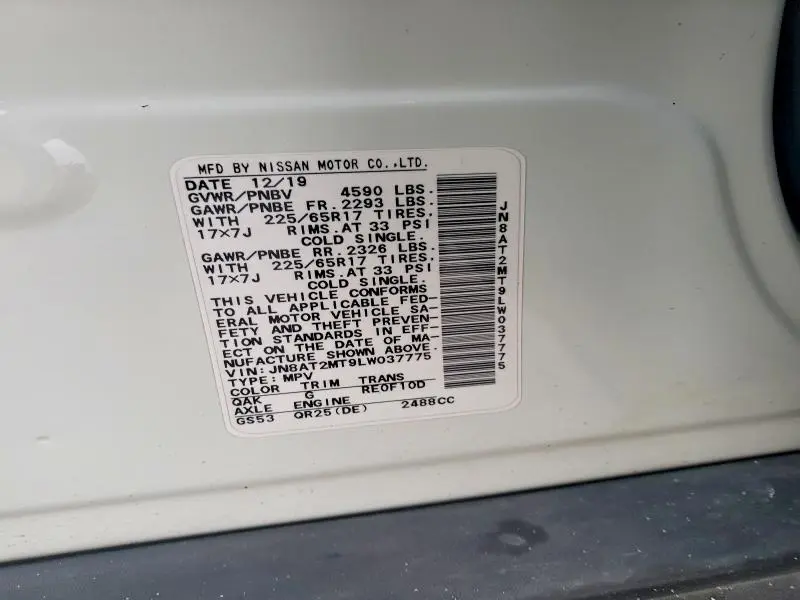 MFD BY NISSAN MOTOR CO.,LTD.
DATE 12/19
GVWR/PNBV 4590 LBS.
GAWR/PNBE FR. 2293 LBS.
WITH 225/65R17 TIRES,
17×7J RIMS.AT 33 PSI
COLD SINGLE.
GAWR/PNBE RR. 2326 LBS.
WITH 225/65R17 TIRES,
17×7J RIMS.AT 33 PSI
COLD SINGLE.
THIS VEHICLE CONFORMS
TO ALL APPLICABLE FED-
ERAL MOTOR VEHICLE SA-
FETY AND THEFT PREVEN-
TION STANDARDS IN EFF-
ECT ON THE DATE OF MA-
NUFACTURE SHOWN ABOVE.
VIN: JN8AT2MT9LW037775
TYPE: MPV
COLOR TRIM TRANS
QAK G RE0F10D
AXLE ENGINE
GS53 QR25(DE) 2488CC
JN8AT2MT9LW037775